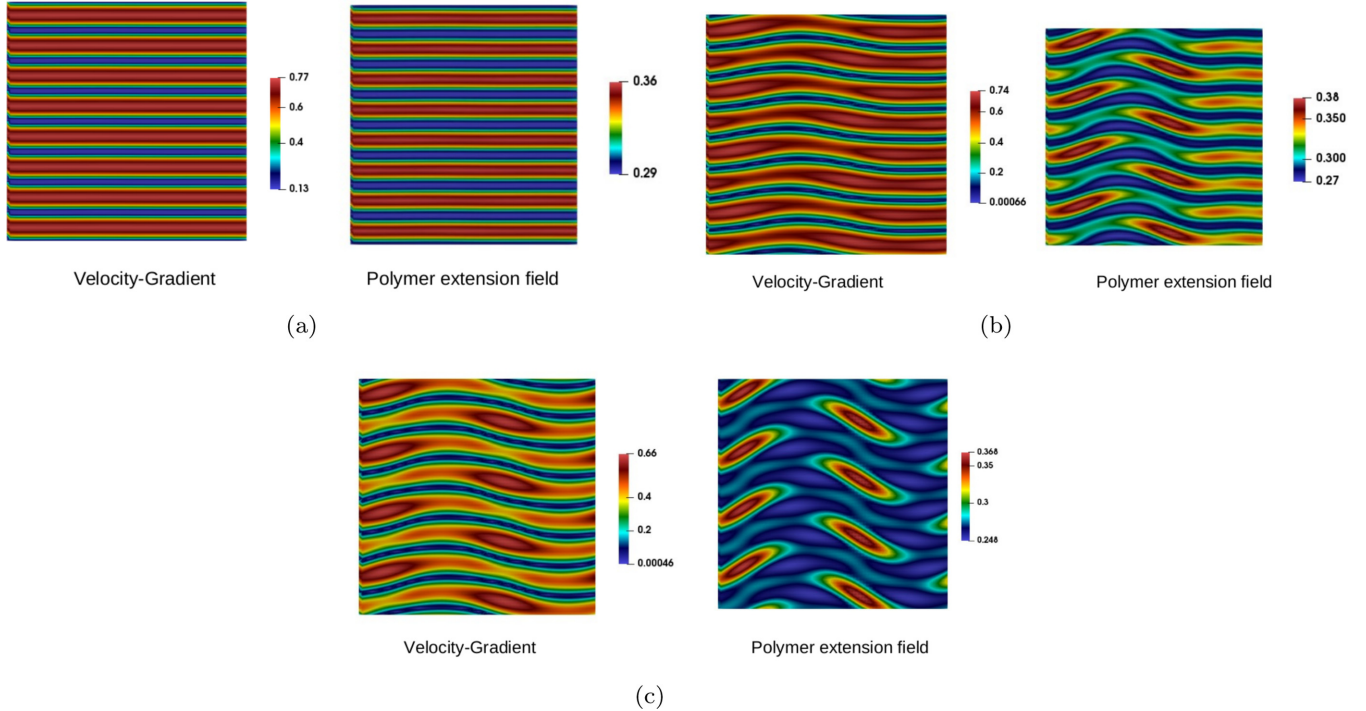 0.77
0.6
0.4
0.13
Velocity-Gradient
0.36
0.29
Polymer extension field
(a)
0.74
0.6
0.4
0.2
0.00066
Velocity-Gradient
0.38
0.350
0.300
0.27
Polymer extension field
(b)
0.66
0.4
0.2
0.00046
Velocity-Gradient
0.368
0.35
0.3
0.248
Polymer extension field
(c)